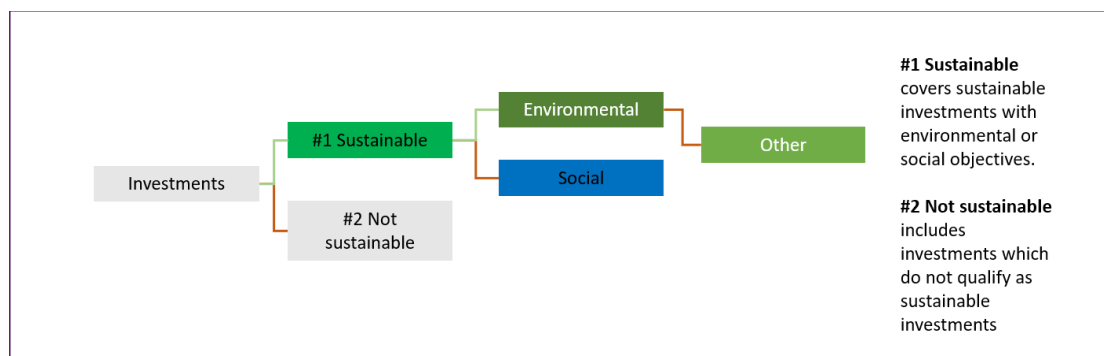 Investments
#1 Sustainable
#2 Not
sustainable
Environmental
Social
Other
#1 Sustainable
covers sustainable
investments with
environmental or
social objectives.
#2 Not sustainable
includes
investments which
do not qualify as
sustainable
investments